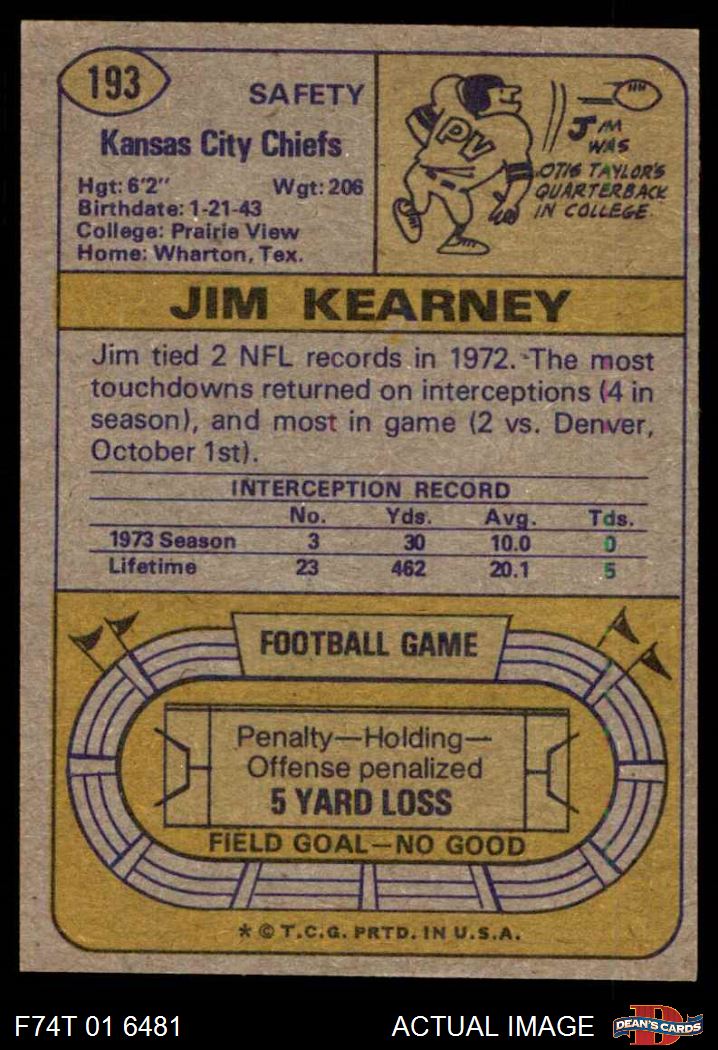 193
SAFETY
Kansas City Chiefs
Hgt: 6'2" Wgt: 206
Birthdate: 1-21-43
College: Prairie View
Home: Wharton, Tex.
PV
JIM
WAS
OTIS TAYLOR'S
QUARTERBACK
IN COLLEGE.
JIM KEARNEY
Jim tied 2 NFL records in 1972. The most
touchdowns returned on interceptions (4 in
season), and most in game (2 vs. Denver,
October 1st).
INTERCEPTION RECORD
No. Yds. Avg. Tds.
1973 Season 3 30 10.0 0
Lifetime 23 462 20.1 5
FOOTBALL GAME
Penalty—Holding—
Offense penalized
5 YARD LOSS
FIELD GOAL—NO GOOD
* © T.C.G. PRTD. IN U.S.A.
F74T 01 6481 ACTUAL IMAGE D DEAN'S CARDS